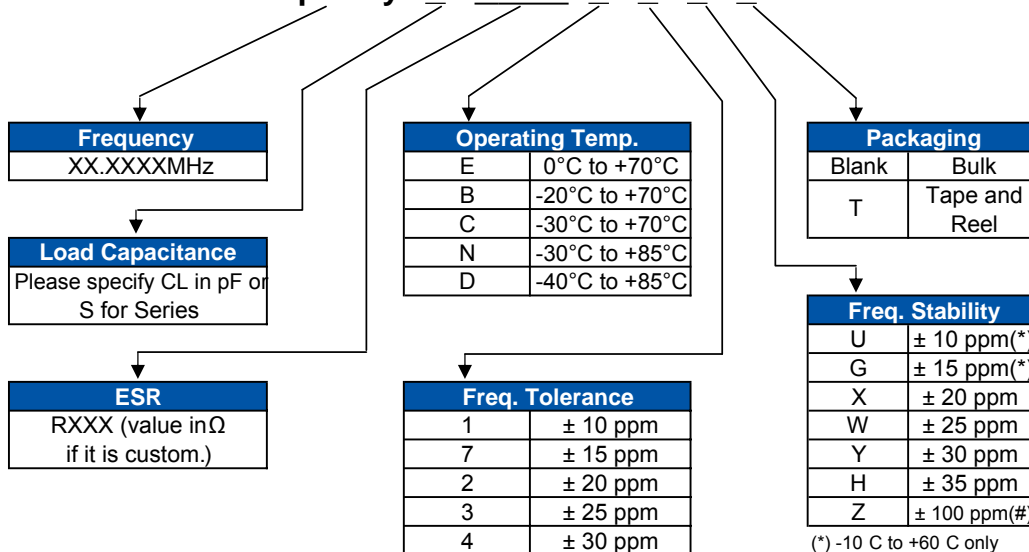 Frequency
XX.XXXXMHz
Load Capacitance
Please specify CL in pF or
S for Series
ESR
RXXX (value inΩ
if it is custom.)
Operating Temp.
E 0°C to +70°C
B -20°C to +70°C
C -30°C to +70°C
N -30°C to +85°C
D -40°C to +85°C
Freq. Tolerance
1 ± 10 ppm
7 ± 15 ppm
2 ± 20 ppm
3 ± 25 ppm
4 ± 30 ppm
Packaging
Blank Bulk
T Tape and
Reel
Freq. Stability
U ± 10 ppm(*)
G ± 15 ppm(*)
X ± 20 ppm
W ± 25 ppm
Y ± 30 ppm
H ± 35 ppm
Z ± 100 ppm(#)
(*) -10 C to +60 C only